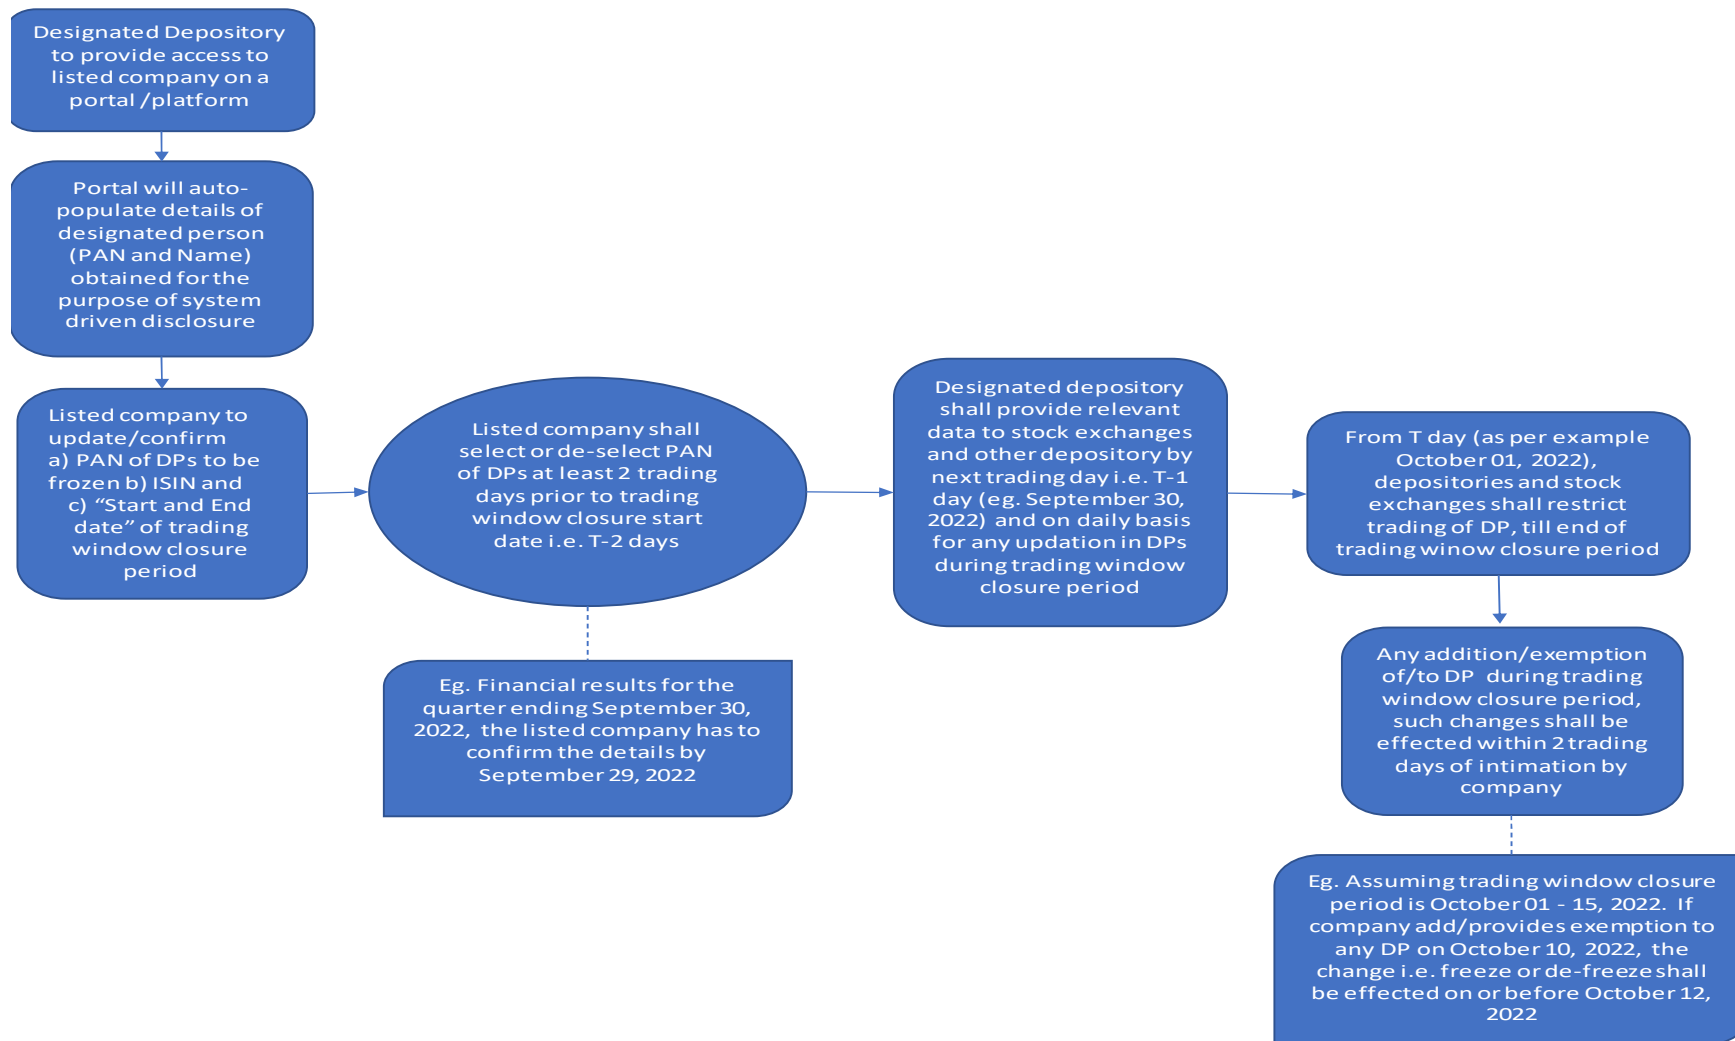 Designated Depository
to provide access to
listed company on a
portal /platform
Portal will auto-
populate details of
designated person
(PAN and Name)
obtained for the
purpose of system
driven disclosure
Listed company to
update/confirm
a) PAN of DPs to be
frozen b) ISIN and
c) “Start and End
date” of trading
window closure
period
Listed company shall
select or de-select PAN
of DPs at least 2 trading
days prior to trading
window closure start
date i.e. T-2 days
Eg. Financial results for the
quarter ending September 30,
2022, the listed company has to
confirm the details by
September 29, 2022
Designated depository
shall provide relevant
data to stock exchanges
and other depository by
next trading day i.e. T-1
day (eg. September 30,
2022) and on daily basis
for any updation in DPs
during trading window
closure period
From T day (as per example
October 01, 2022),
depositories and stock
exchanges shall restrict
trading of DP, till end of
trading winow closure period
Any addition/exemption
of/to DP during trading
window closure period,
such changes shall be
effected within 2 trading
days of intimation by
company
Eg. Assuming trading window closure
period is October 01 - 15, 2022. If
company add/provides exemption to
any DP on October 10, 2022, the
change i.e. freeze or de-freeze shall
be effected on or before October 12,
2022